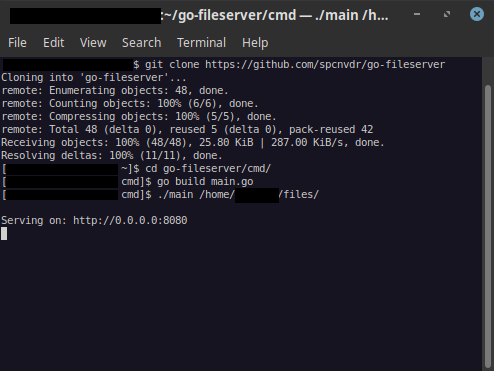 :~/go-fileserver/cmd — ./main /h...
File Edit View Search Terminal Help
$ git clone https://github.com/spcnvdr/go-fileserver
Cloning into 'go-fileserver'...
remote: Enumerating objects: 48, done.
remote: Counting objects: 100% (6/6), done.
remote: Compressing objects: 100% (5/5), done.
remote: Total 48 (delta 0), reused 5 (delta 0), pack-reused 42
Receiving objects: 100% (48/48), 25.80 KiB | 287.00 KiB/s, done.
Resolving deltas: 100% (11/11), done.
[ ~]$ cd go-fileserver/cmd/
[ cmd]$ go build main.go
[ cmd]$ ./main /home/ /files/
Serving on: http://0.0.0.0:8080